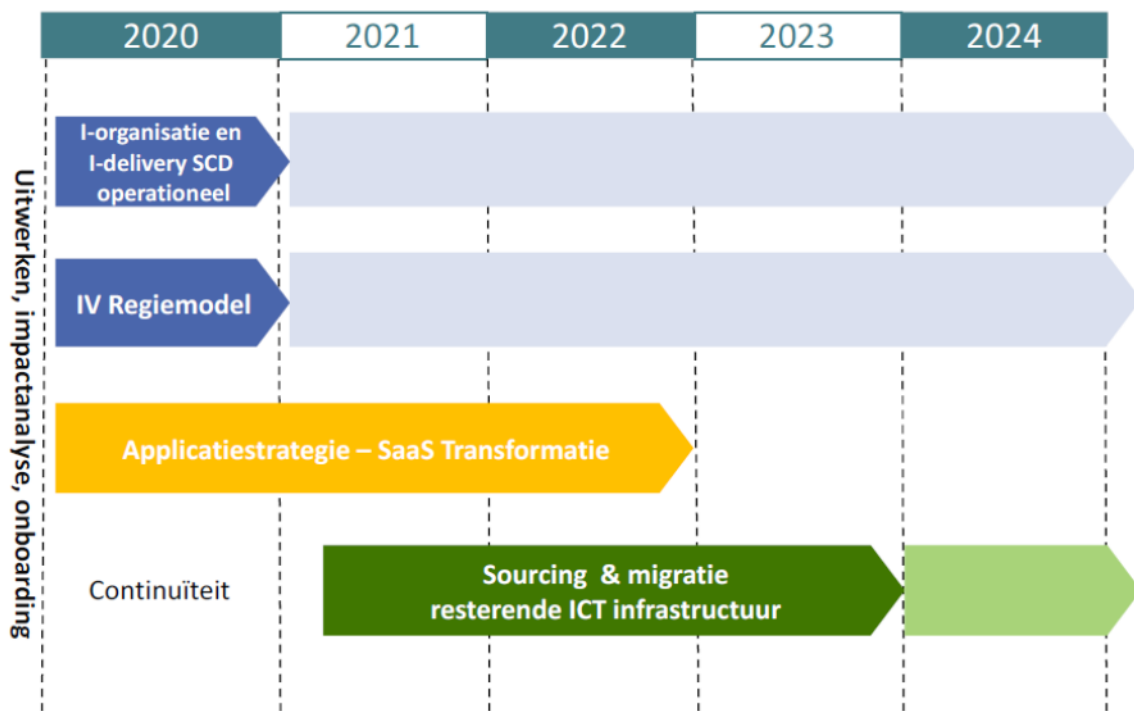 2020 2021 2022 2023 2024
Uitwerken, impactanalyse, onboarding
I-organisatie en
I-delivery SCD
operationeel
IV Regiemodel
Applicatiestrategie – SaaS Transformatie
Continuïteit
Sourcing & migratie
resterende ICT infrastructuur